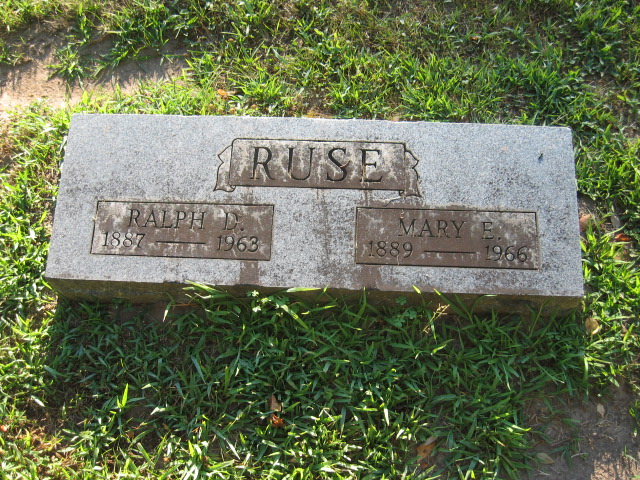 RUSE
RALPH D.
1887 — 1963
MARY E.
1889 — 1966